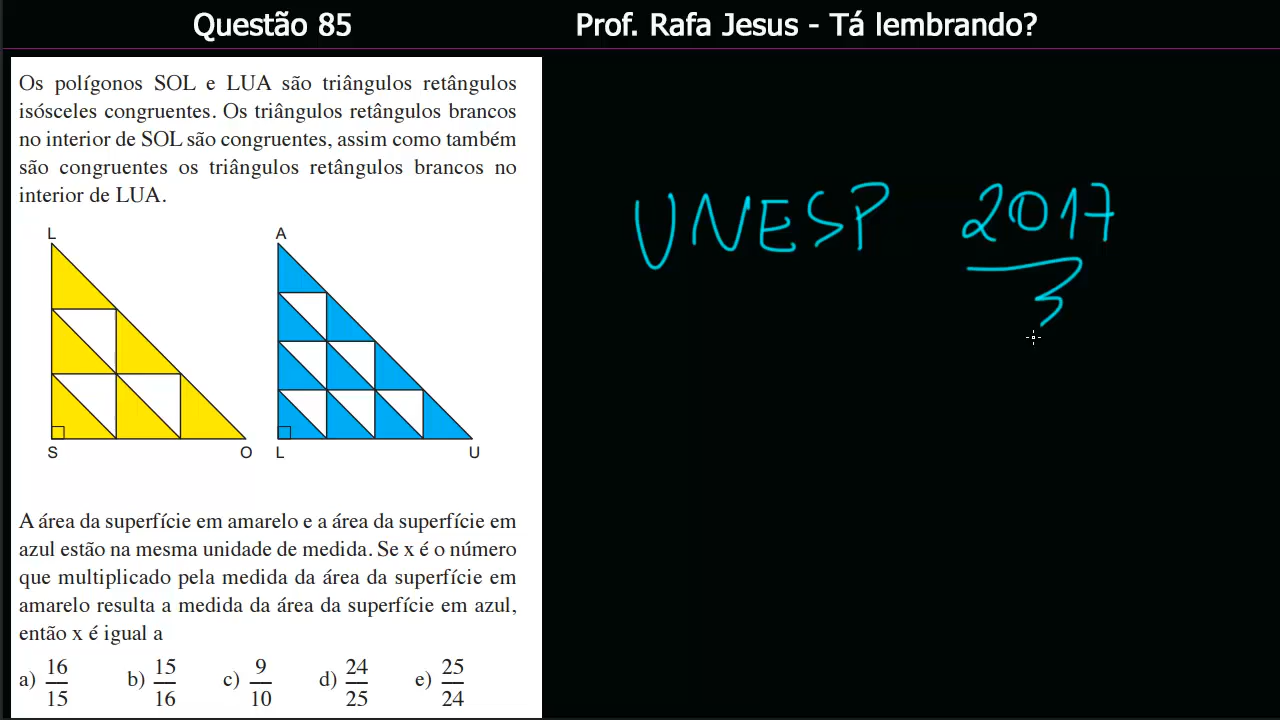 Questão 85
Prof. Rafa Jesus - Tá lembrando?
Os polígonos SOL e LUA são triângulos retângulos
isósceles congruentes. Os triângulos retângulos brancos
no interior de SOL são congruentes, assim como também
são congruentes os triângulos retângulos brancos no
interior de LUA.
L
S
O
A
L
U
A área da superfície em amarelo e a área da superfície em
azul estão na mesma unidade de medida. Se x é o número
que multiplicado pela medida da área da superfície em
amarelo resulta a medida da área da superfície em azul,
então x é igual a
a) 16/15 b) 15/16 c) 9/10 d) 24/25 e) 25/24
UNESP 2017